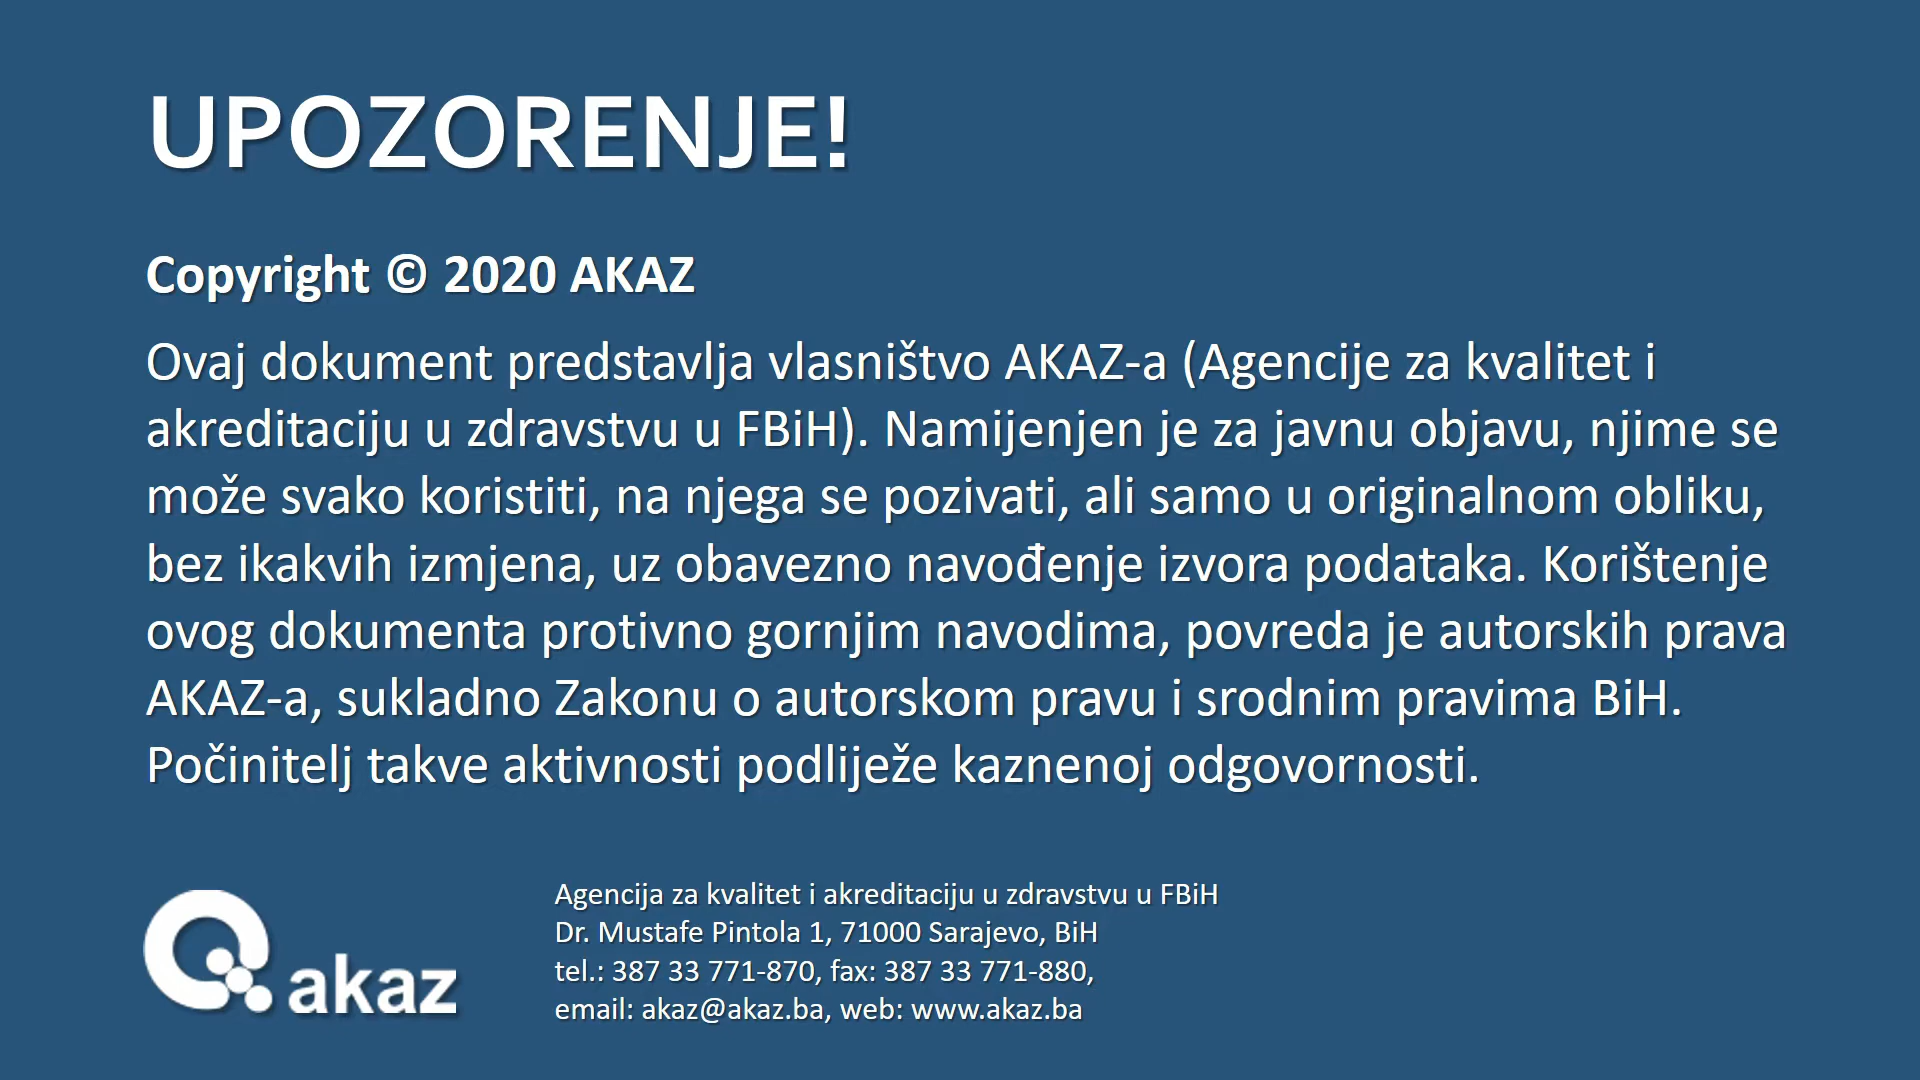 UPOZORENJE!
Copyright © 2020 AKAZ
Ovaj dokument predstavlja vlasništvo AKAZ-a (Agencije za kvalitet i
akreditaciju u zdravstvu u FBiH). Namijenjen je za javnu objavu, njime se
može svako koristiti, na njega se pozivati, ali samo u originalnom obliku,
bez ikakvih izmjena, uz obavezno navođenje izvora podataka. Korištenje
ovog dokumenta protivno gornjim navodima, povreda je autorskih prava
AKAZ-a, sukladno Zakonu o autorskom pravu i srodnim pravima BiH.
Počinitelj takve aktivnosti podliježe kaznenoj odgovornosti.
akaz
Agencija za kvalitet i akreditaciju u zdravstvu u FBiH
Dr. Mustafe Pintola 1, 71000 Sarajevo, BiH
tel.: 387 33 771-870, fax: 387 33 771-880,
email: akaz@akaz.ba, web: www.akaz.ba